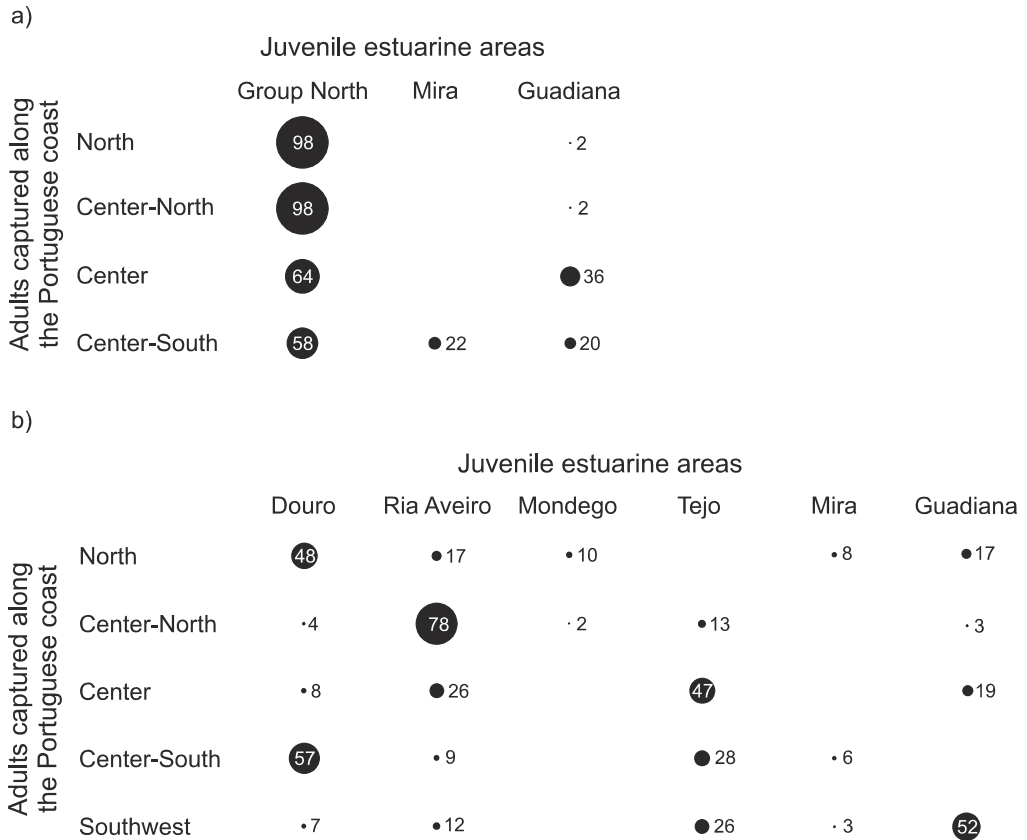 a)
Juvenile estuarine areas
Group North Mira Guadiana
Adults captured along
the Portuguese coast
North 98 2
Center-North 98 2
Center 64 36
Center-South 58 22 20
b)
Juvenile estuarine areas
Douro Ria Aveiro Mondego Tejo Mira Guadiana
Adults captured along
the Portuguese coast
North 48 17 10 8 17
Center-North 4 78 2 13 3
Center 8 26 47 19
Center-South 57 9 28 6
Southwest 7 12 26 3 52